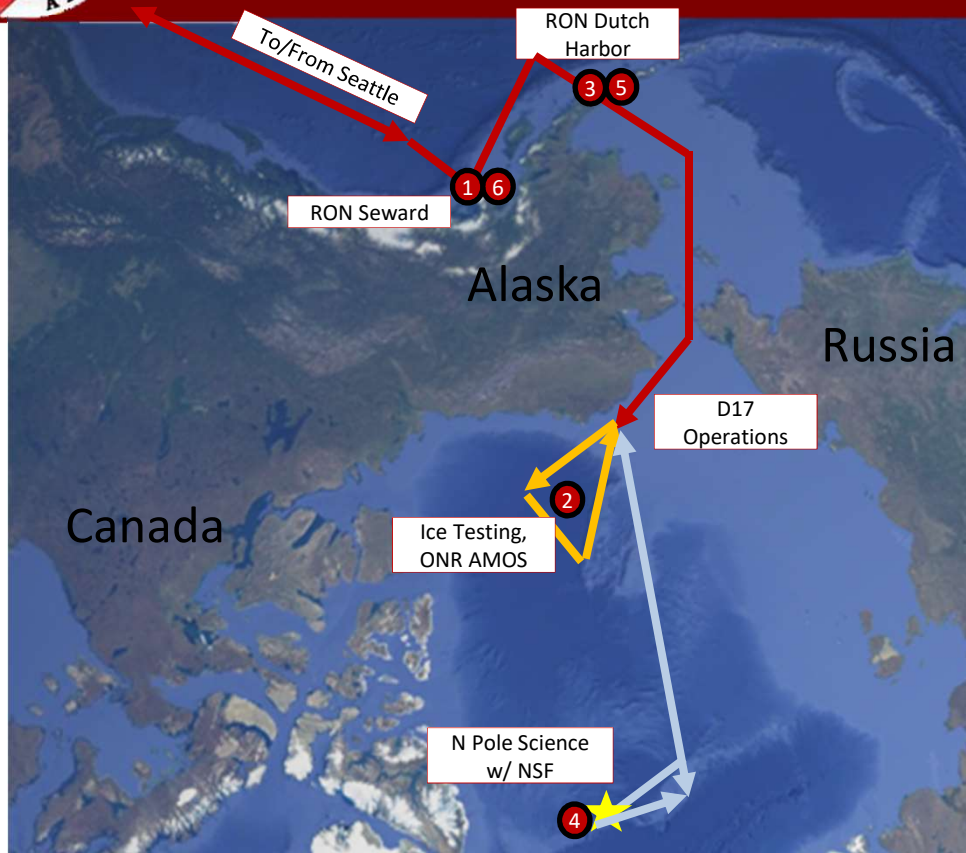 RON Dutch
Harbor
To/From Seattle
3
5
1
6
RON Seward
Alaska
Russia
D17
Operations
2
Canada
Ice Testing,
ONR AMOS
N Pole Science
w/ NSF
4